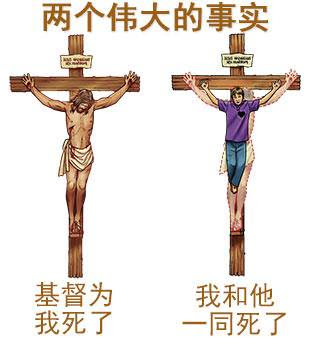 两个伟大的事实
基督为
我死了
我和他
一同死了